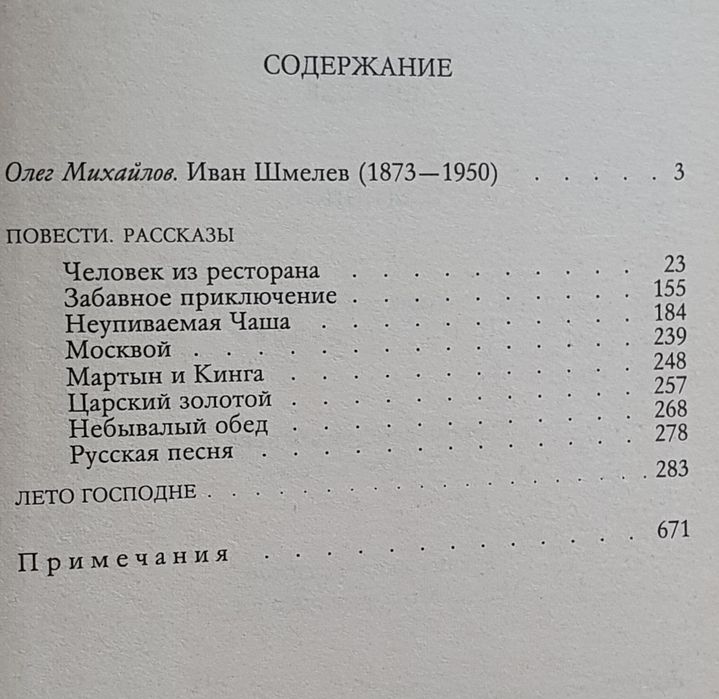 СОДЕРЖАНИЕ
Олег Михайлов. Иван Шмелев (1873—1950) . . . . . 3
ПОВЕСТИ. РАССКАЗЫ
Человек из ресторана . . . . . . . . . . . 23
Забавное приключение . . . . . . . . . . . 155
Неупиваемая Чаша . . . . . . . . . . . . 184
Москвой . . . . . . . . . . . . . . . . 239
Мартын и Кинга . . . . . . . . . . . . . 248
Царский золотой . . . . . . . . . . . . . 257
Небывалый обед . . . . . . . . . . . . . 268
Русская песня . . . . . . . . . . . . . . 278
ЛЕТО ГОСПОДНЕ . . . . . . . . . . . . . . . . 283
Примечания . . . . . . . . . . . . . 671